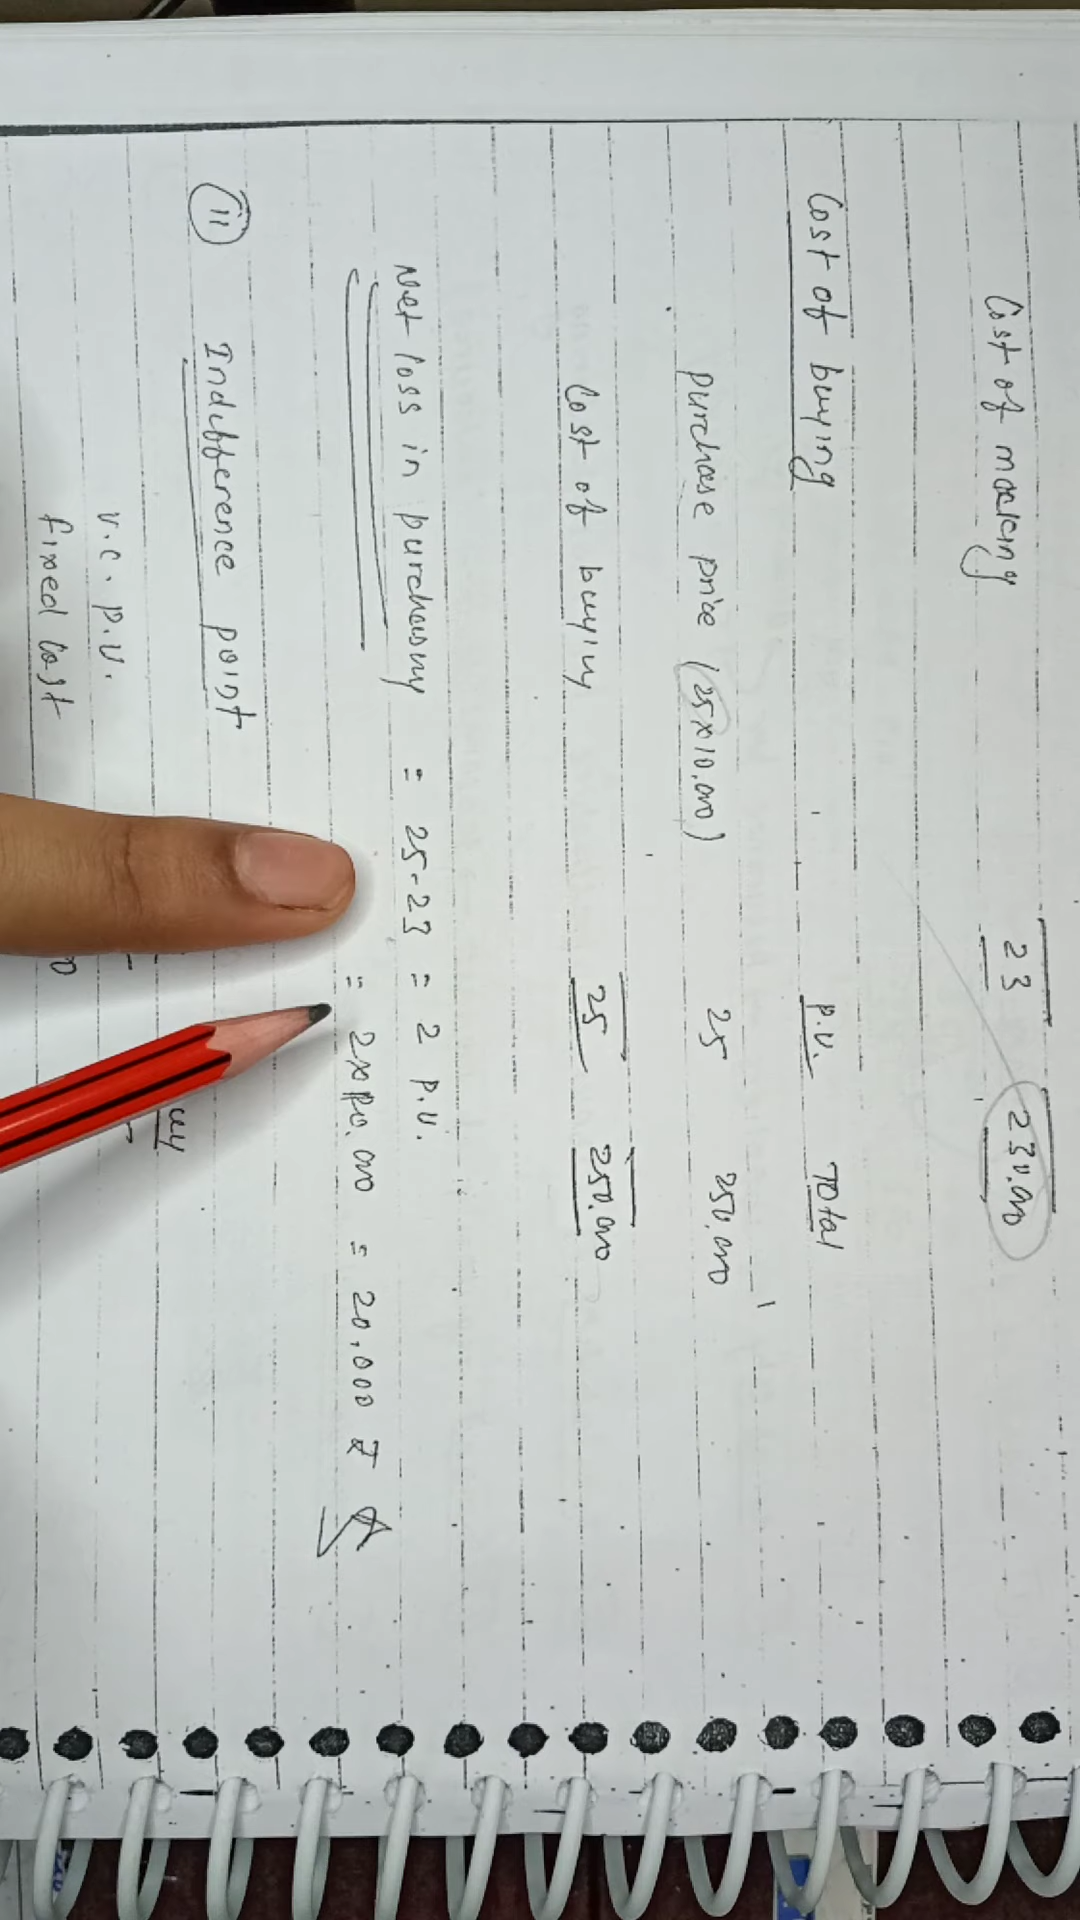 Cost of making 23 230.000
Cost of buying P.U. Total
purchase price (25×10.000) 25 250.000
Cost of buying 25 250.000
Net loss in purchasing = 25-23 = 2 P.U.
= 2×10.000 = 20.000 ₹
(ii) Indifference point
uy
V.C. P.U.
fixed Cost